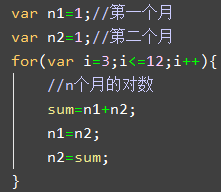 var n1=1;//第一个月
var n2=1;//第二个月
for(var i=3;i<=12;i++){
//n个月的对数
sum=n1+n2;
n1=n2;
n2=sum;
}